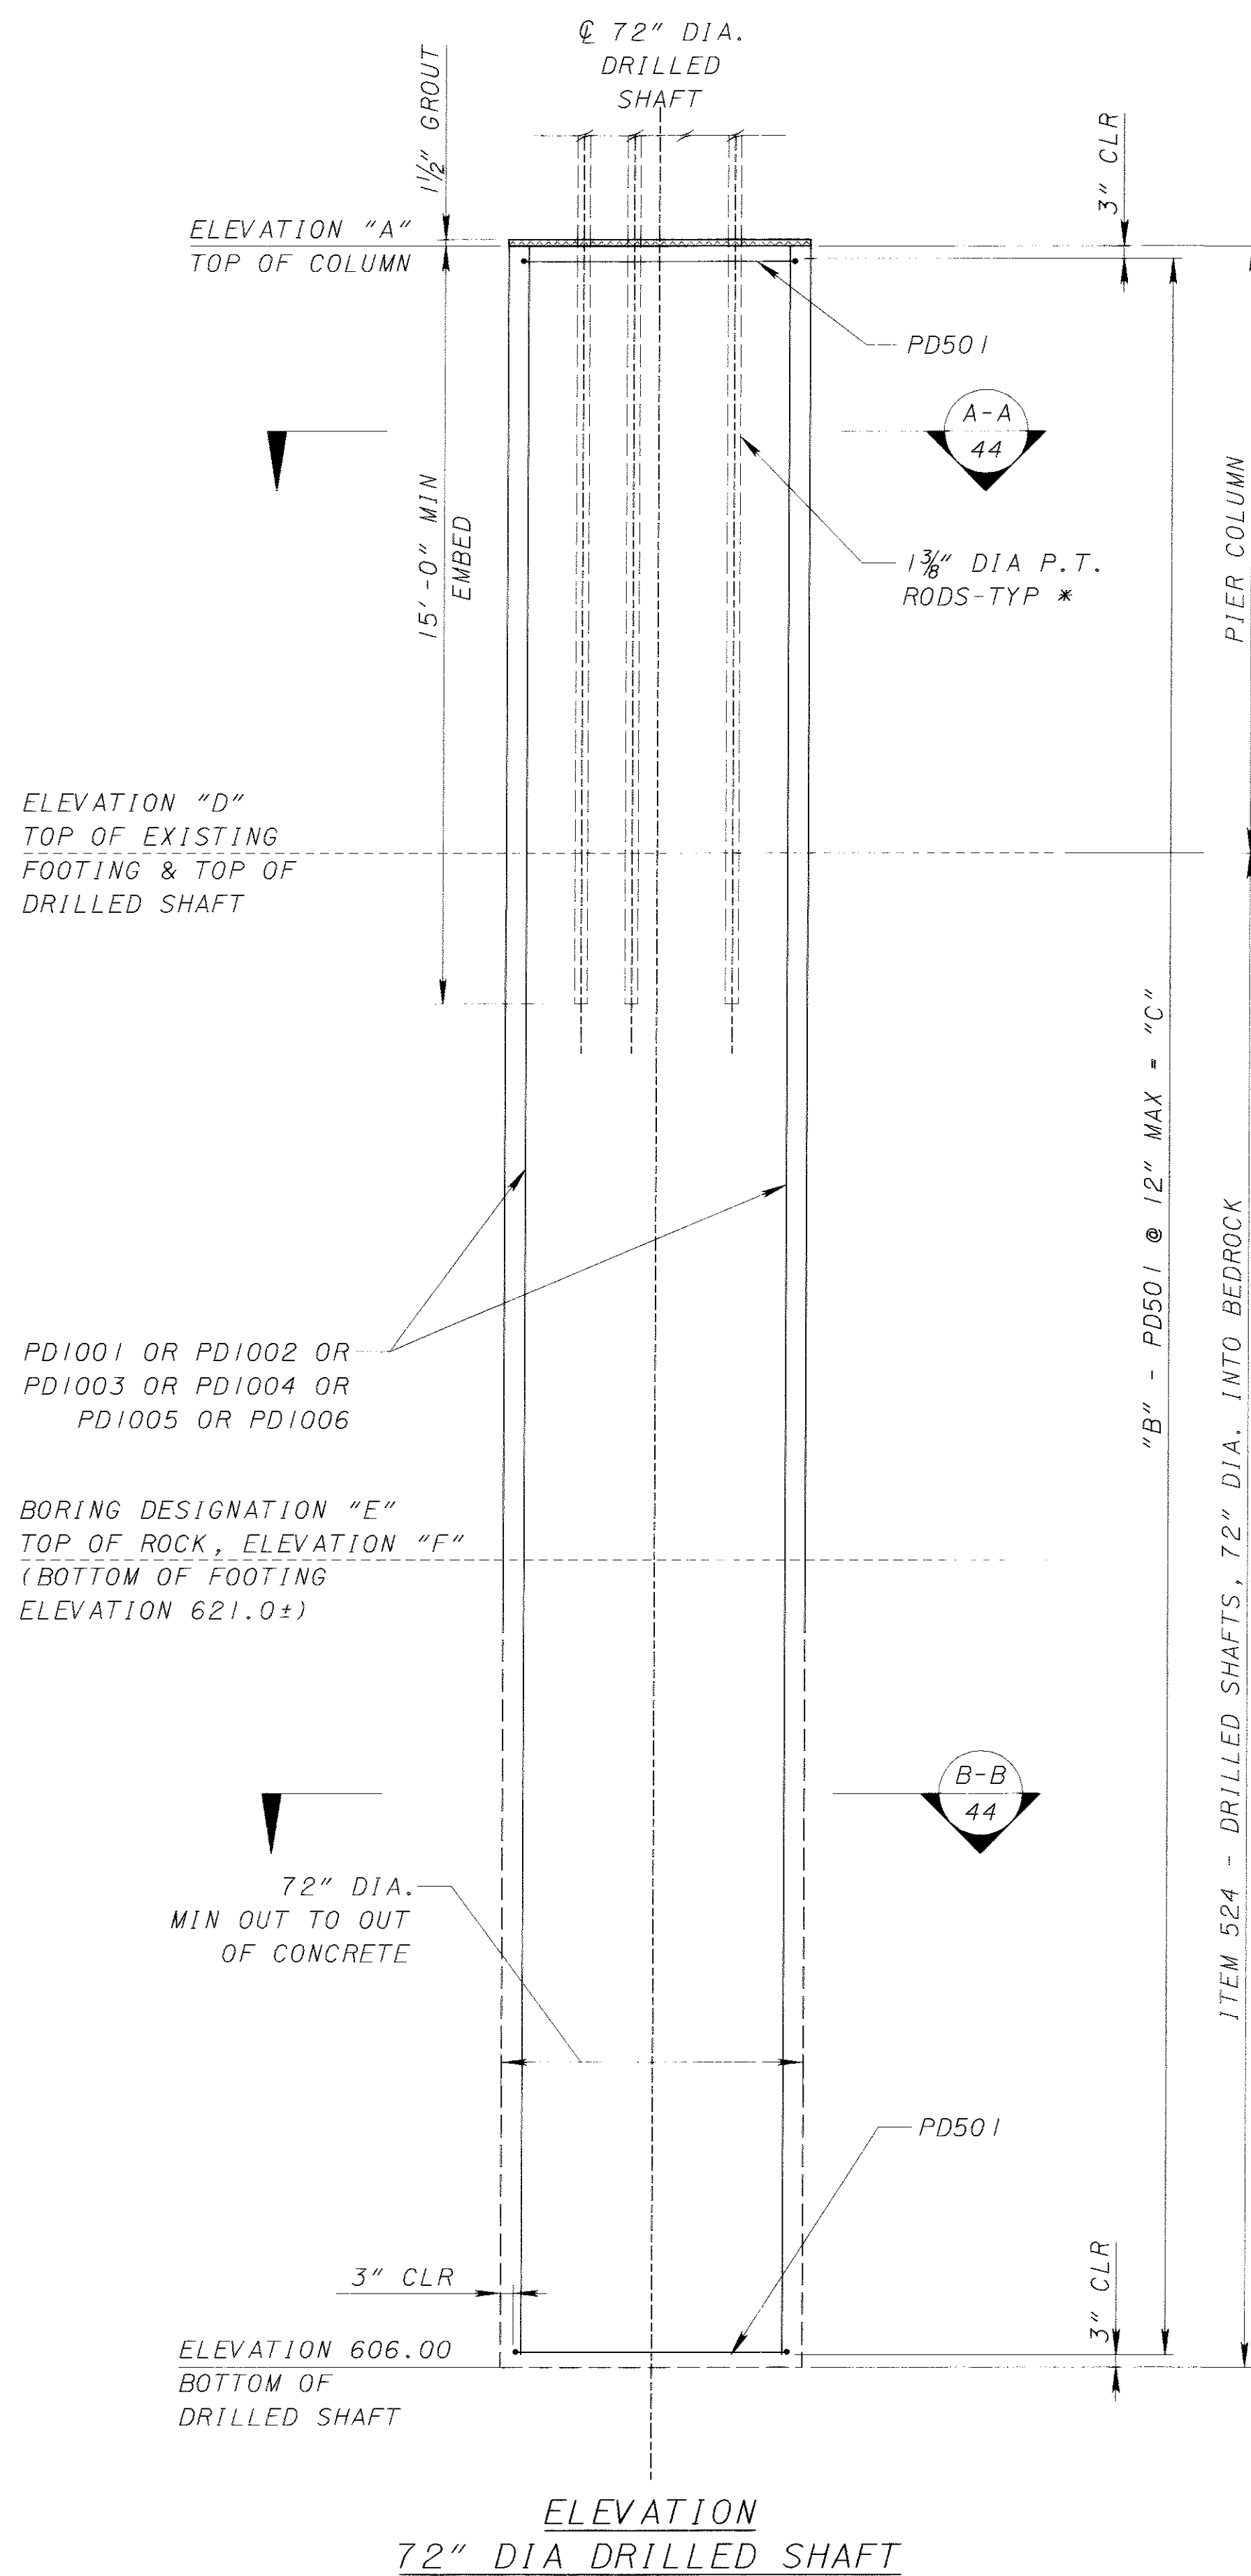 ℄ 72" DIA.
DRILLED
SHAFT
1½" GROUT
3" CLR
ELEVATION "A"
TOP OF COLUMN
PD501
A-A
44
15'-0" MIN
EMBED
1⅜" DIA P.T.
RODS-TYP *
PIER COLUMN
ELEVATION "D"
TOP OF EXISTING
FOOTING & TOP OF
DRILLED SHAFT
"B" - PD501 @ 12" MAX = "C"
ITEM 524 - DRILLED SHAFTS, 72" DIA. INTO BEDROCK
PD1001 OR PD1002 OR
PD1003 OR PD1004 OR
PD1005 OR PD1006
BORING DESIGNATION "E"
TOP OF ROCK, ELEVATION "F"
(BOTTOM OF FOOTING
ELEVATION 621.0±)
B-B
44
72" DIA.
MIN OUT TO OUT
OF CONCRETE
PD501
3" CLR
3" CLR
ELEVATION 606.00
BOTTOM OF
DRILLED SHAFT
ELEVATION
72" DIA DRILLED SHAFT